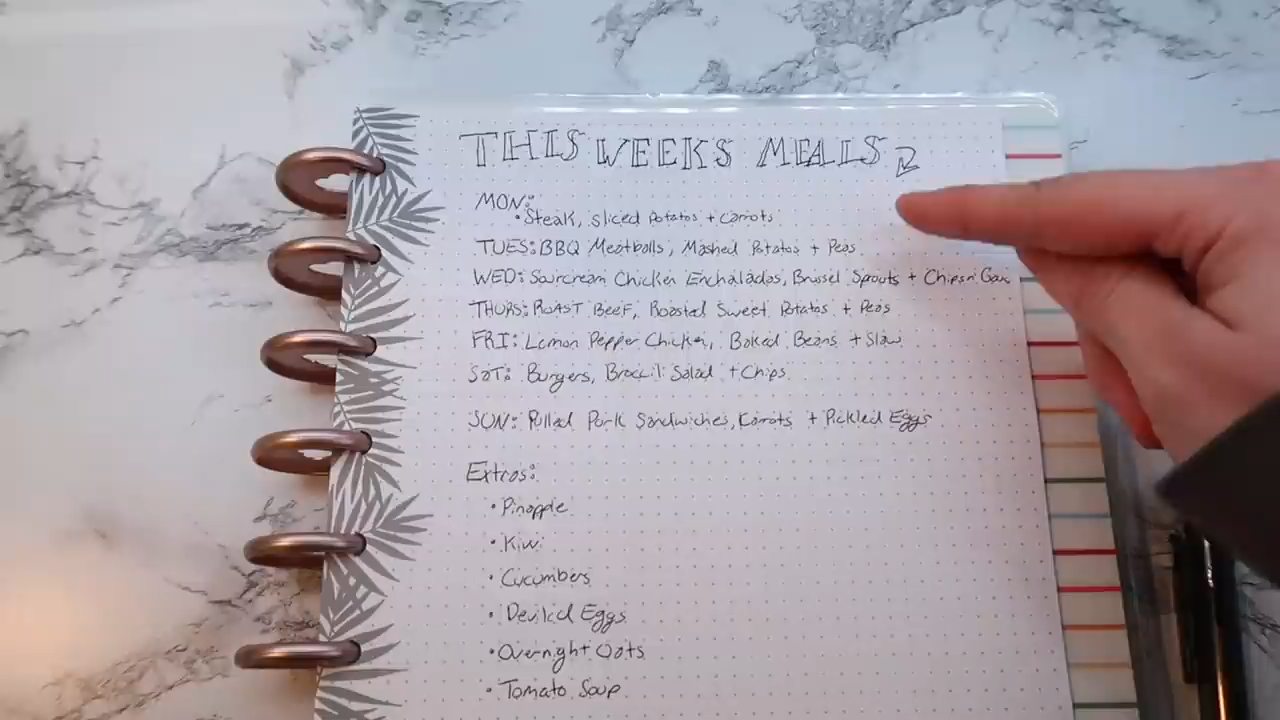 THIS WEEKS MEALS
MON:
• Steak, sliced Potatos + Carrots
TUES: BBQ Meatballs, Mashed Potatos + Peas
WED: Sourcream Chicken Enchaladas, Brussel Sprouts + Chips n Guac
THURS: ROAST BEEF, Roasted Sweet Potatos + Peas
FRI: Lemon Pepper Chicken, Baked Beans + Slaw
SAT: Burgers, Broccili Salad + Chips
SUN: Pulled Pork Sandwiches, Carrots + Pickled Eggs
Extras:
• Pinapple
• Kiwi
• Cucumbers
• Deviled Eggs
• Overnight Oats
• Tomato Soup